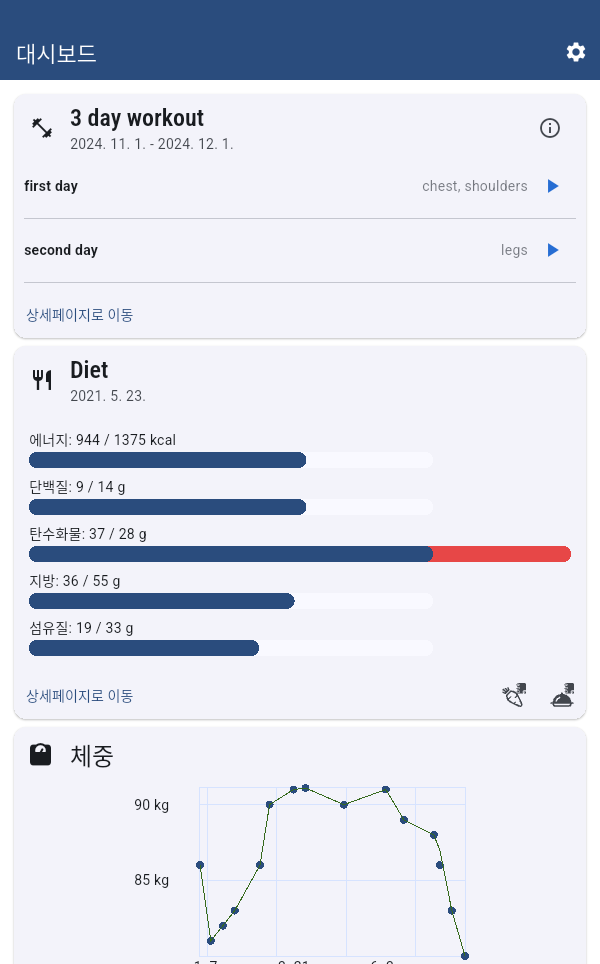 대시보드
3 day workout
2024. 11. 1. - 2024. 12. 1.
first day chest, shoulders
second day legs
상세페이지로 이동
Diet
2021. 5. 23.
에너지: 944 / 1375 kcal
단백질: 9 / 14 g
탄수화물: 37 / 28 g
지방: 36 / 55 g
섬유질: 19 / 33 g
상세페이지로 이동
체중
90 kg
85 kg